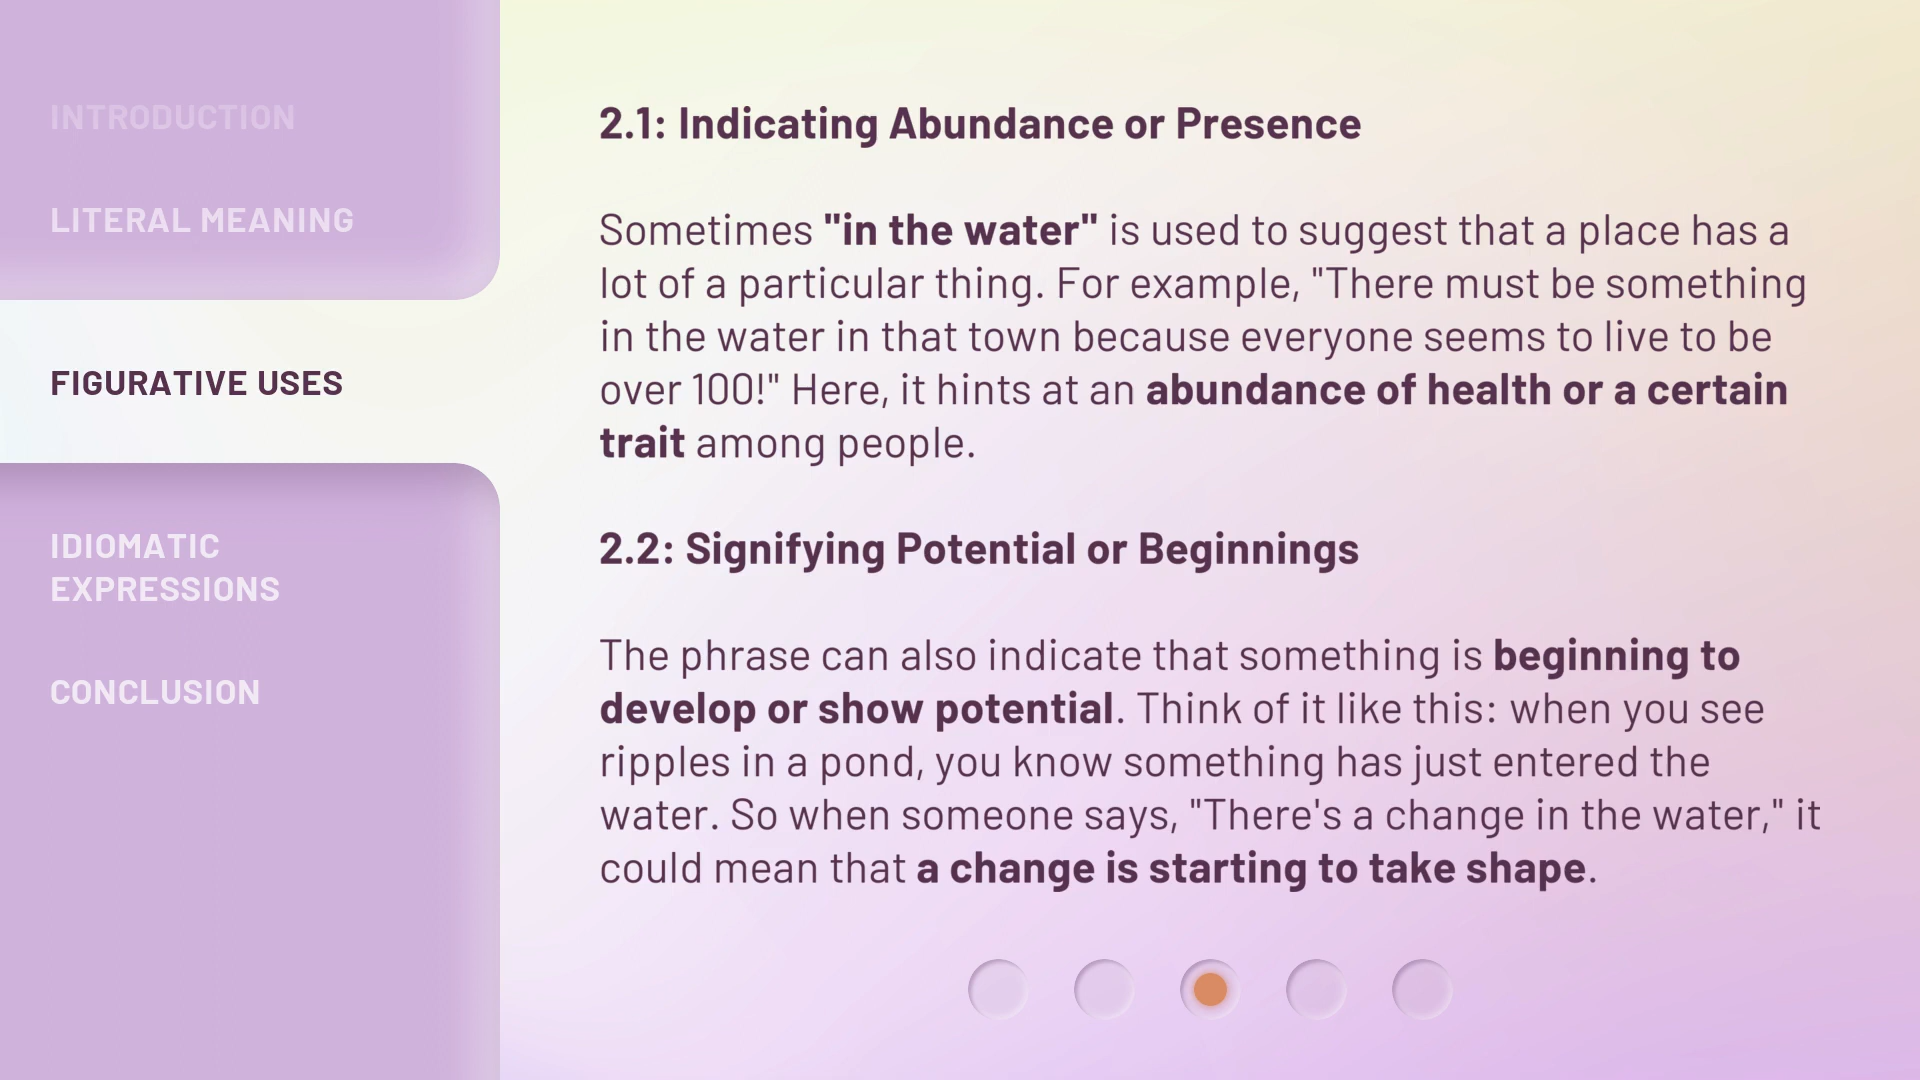 INTRODUCTION
LITERAL MEANING
FIGURATIVE USES
IDIOMATIC
EXPRESSIONS
CONCLUSION
2.1: Indicating Abundance or Presence
Sometimes "in the water" is used to suggest that a place has a
lot of a particular thing. For example, "There must be something
in the water in that town because everyone seems to live to be
over 100!" Here, it hints at an abundance of health or a certain
trait among people.
2.2: Signifying Potential or Beginnings
The phrase can also indicate that something is beginning to
develop or show potential. Think of it like this: when you see
ripples in a pond, you know something has just entered the
water. So when someone says, "There's a change in the water," it
could mean that a change is starting to take shape.